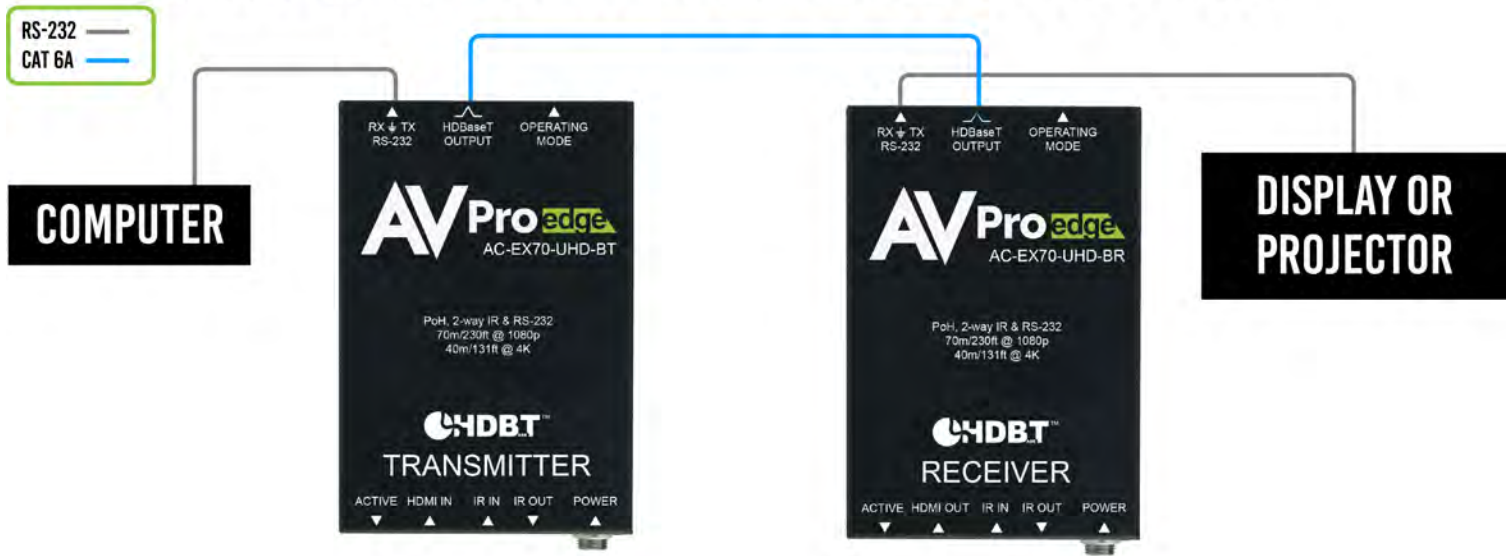 RS-232
CAT 6A
COMPUTER
RX TX
RS-232
HDBaseT
OUTPUT
OPERATING
MODE
AVPro edge
AC-EX70-UHD-BT
PoH, 2-way IR & RS-232
70m/230ft @ 1080p
40m/131ft @ 4K
HDBT™
TRANSMITTER
ACTIVE HDMI IN IR IN IR OUT POWER
RX TX
RS-232
HDBaseT
OUTPUT
OPERATING
MODE
AVPro edge
AC-EX70-UHD-BR
PoH, 2-way IR & RS-232
70m/230ft @ 1080p
40m/131ft @ 4K
HDBT™
RECEIVER
ACTIVE HDMI OUT IR IN IR OUT POWER
DISPLAY OR
PROJECTOR